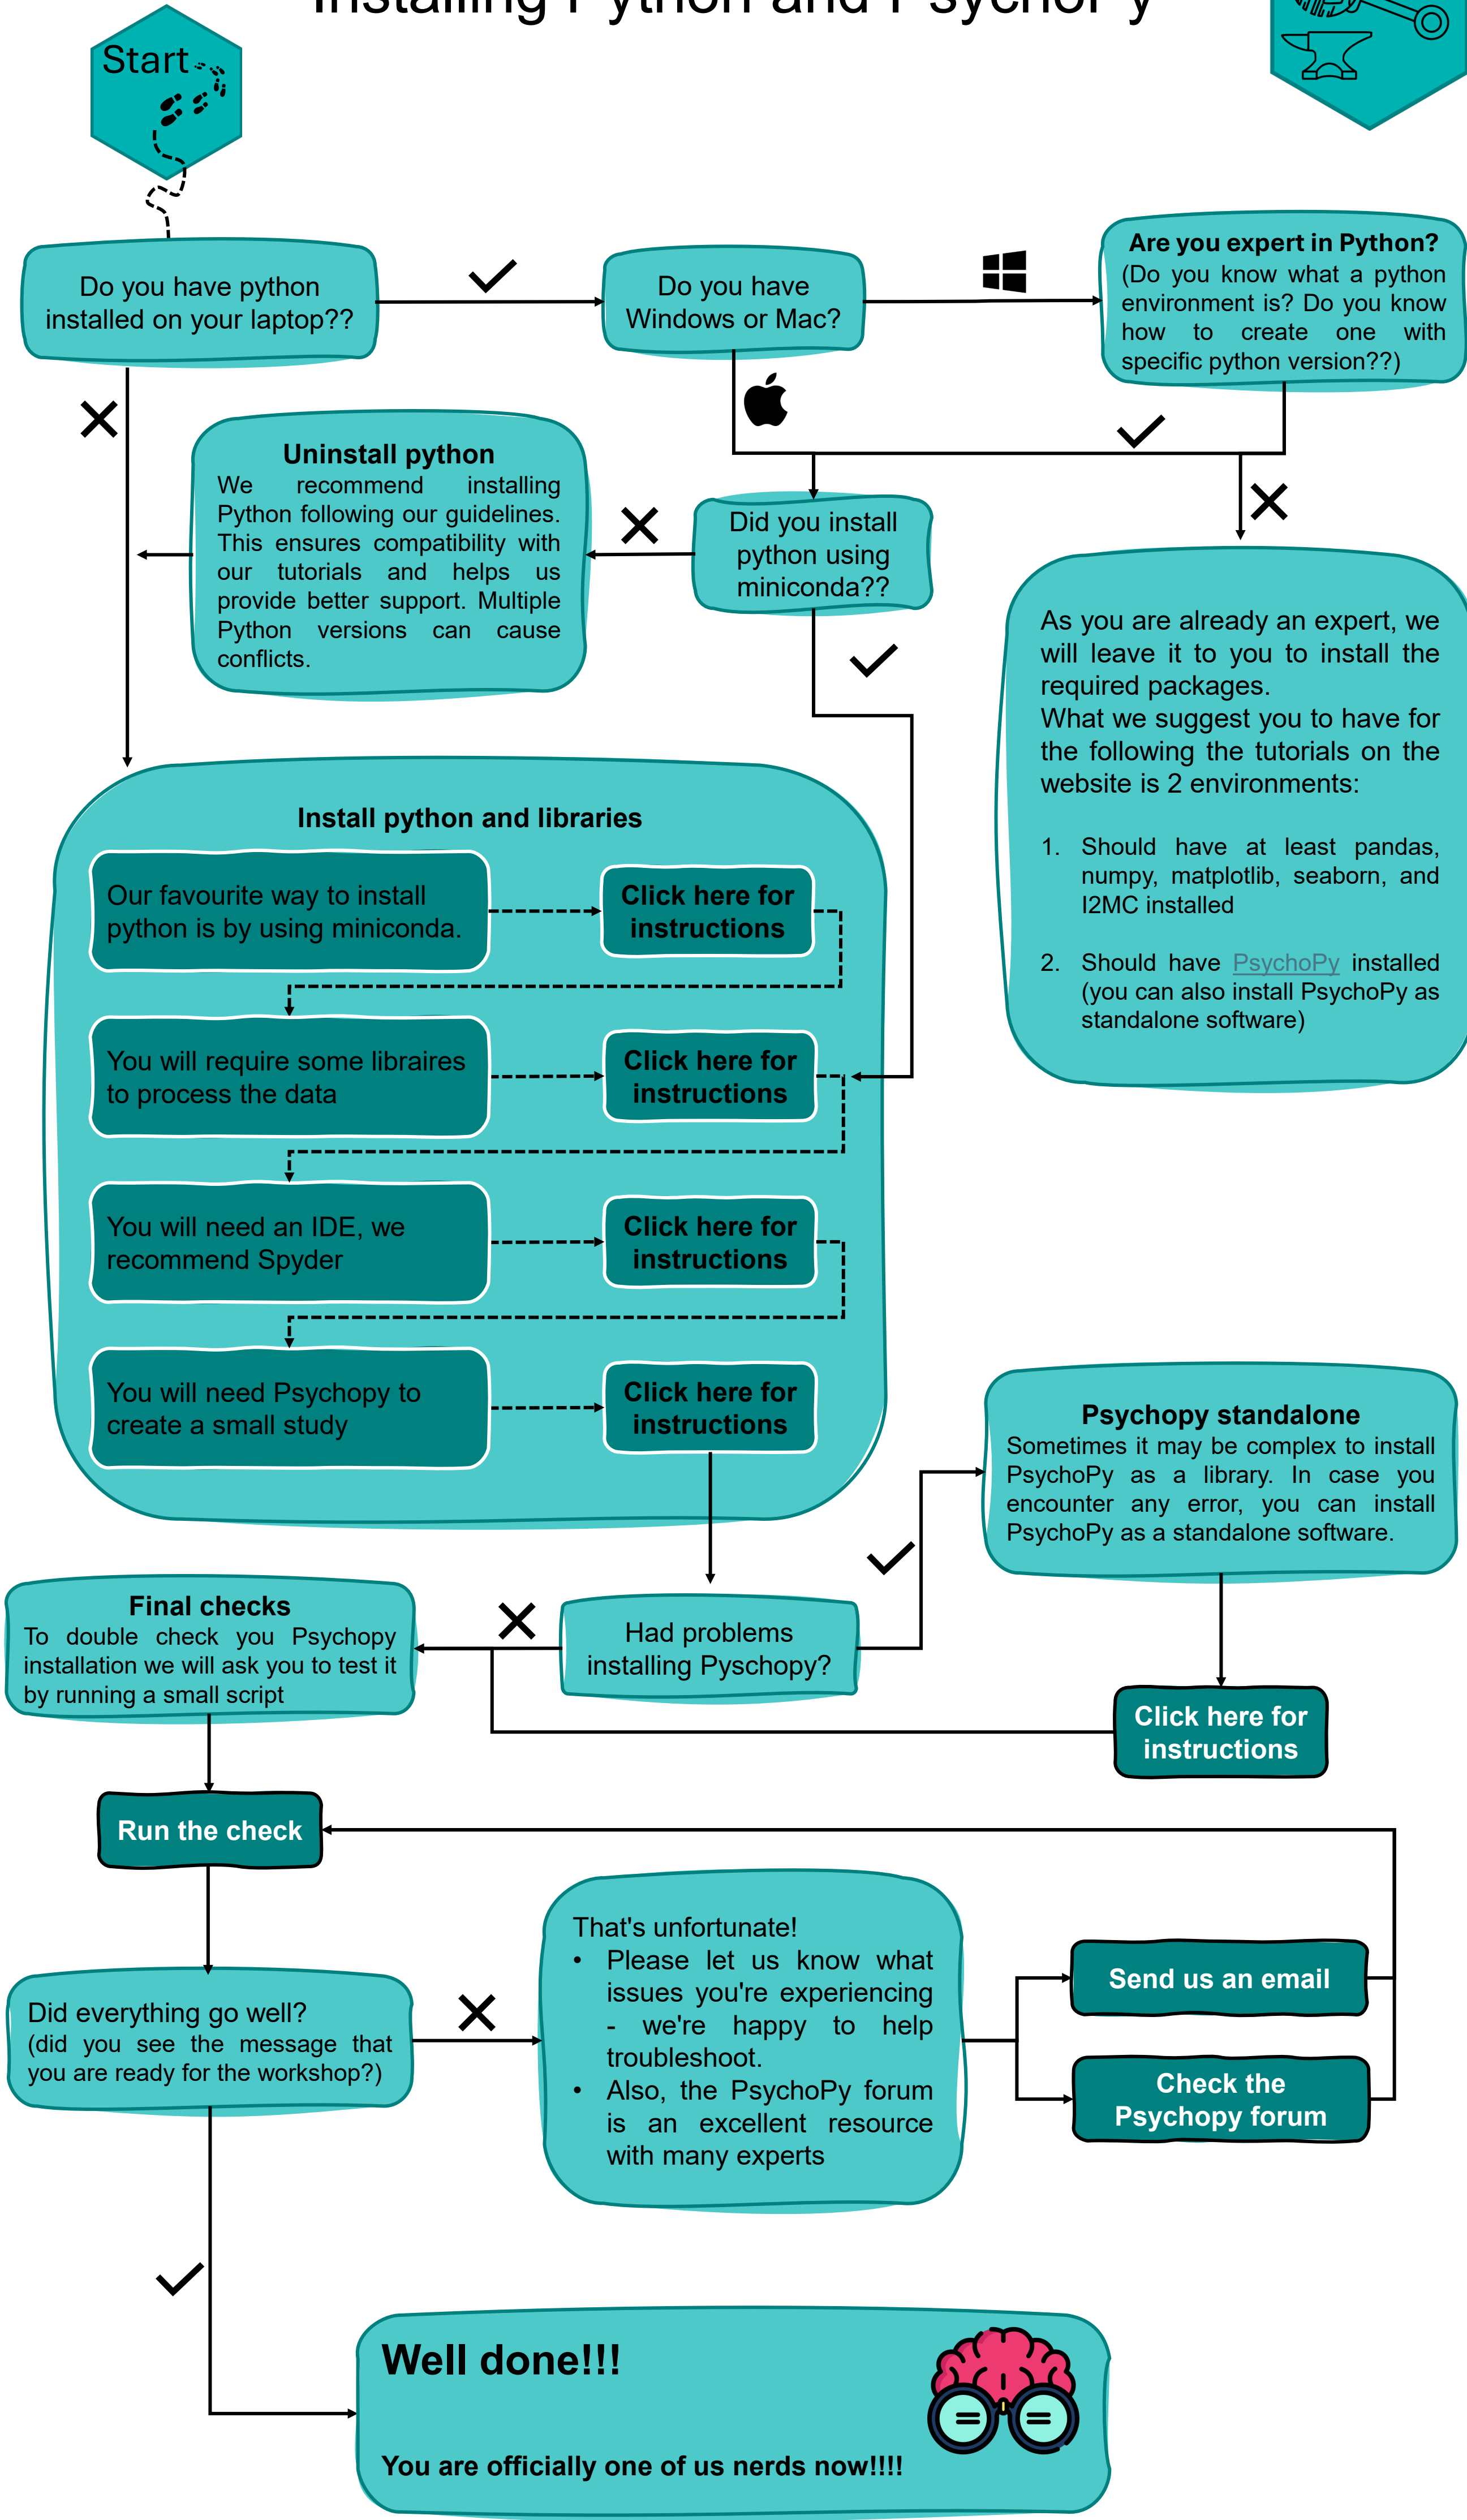 Installing Python and PsychoPy
Start
Do you have python
installed on your laptop??
Do you have
Windows or Mac?
Are you expert in Python?
(Do you know what a python
environment is? Do you know
how to create one with
specific python version??)
Uninstall python
We recommend installing
Python following our guidelines.
This ensures compatibility with
our tutorials and helps us
provide better support. Multiple
Python versions can cause
conflicts.
Did you install
python using
miniconda??
As you are already an expert, we
will leave it to you to install the
required packages.
What we suggest you to have for
the following the tutorials on the
website is 2 environments:
1. Should have at least pandas,
numpy, matplotlib, seaborn, and
I2MC installed
2. Should have PsychoPy installed
(you can also install PsychoPy as
standalone software)
Install python and libraries
Our favourite way to install
python is by using miniconda.
Click here for
instructions
You will require some libraires
to process the data
Click here for
instructions
You will need an IDE, we
recommend Spyder
Click here for
instructions
You will need Psychopy to
create a small study
Click here for
instructions
Psychopy standalone
Sometimes it may be complex to install
PsychoPy as a library. In case you
encounter any error, you can install
PsychoPy as a standalone software.
Final checks
To double check you Psychopy
installation we will ask you to test it
by running a small script
Had problems
installing Pyschopy?
Click here for
instructions
Run the check
That's unfortunate!
• Please let us know what
issues you're experiencing
- we're happy to help
troubleshoot.
• Also, the PsychoPy forum
is an excellent resource
with many experts
Send us an email
Did everything go well?
(did you see the message that
you are ready for the workshop?)
Check the
Psychopy forum
Well done!!!
You are officially one of us nerds now!!!!